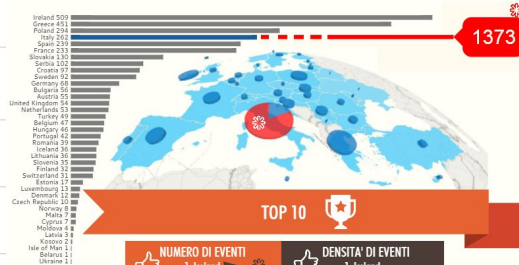 Ireland 509
Greece 451
Poland 294
Italy 262
1373
Spain 239
France 233
Slovakia 130
Serbia 102
Croatia 97
Sweden 92
Germany 68
Bulgaria 56
Austria 55
United Kingdom 54
Netherlands 53
Turkey 49
Belgium 47
Hungary 46
Portugal 42
Romania 39
Iceland 36
Lithuania 36
Slovenia 35
Finland 32
Switzerland 31
Estonia 17
Luxembourg 13
Denmark 12
Czech Republic 10
Norway 8
Malta 7
Cyprus 7
Moldova 4
Latvia 3
Kosovo 2
Isle of Man 1
Belarus 1
Ukraine 1
TOP 10
NUMERO DI EVENTI
DENSITA' DI EVENTI